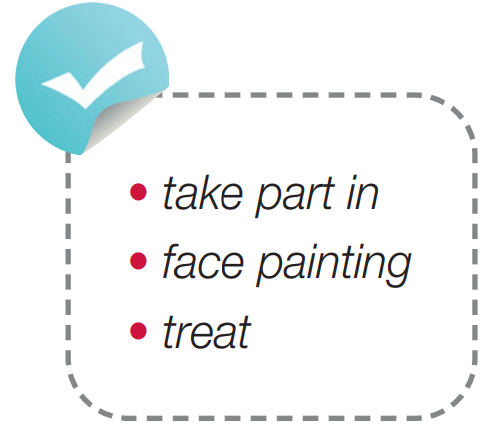 • take part in
• face painting
• treat